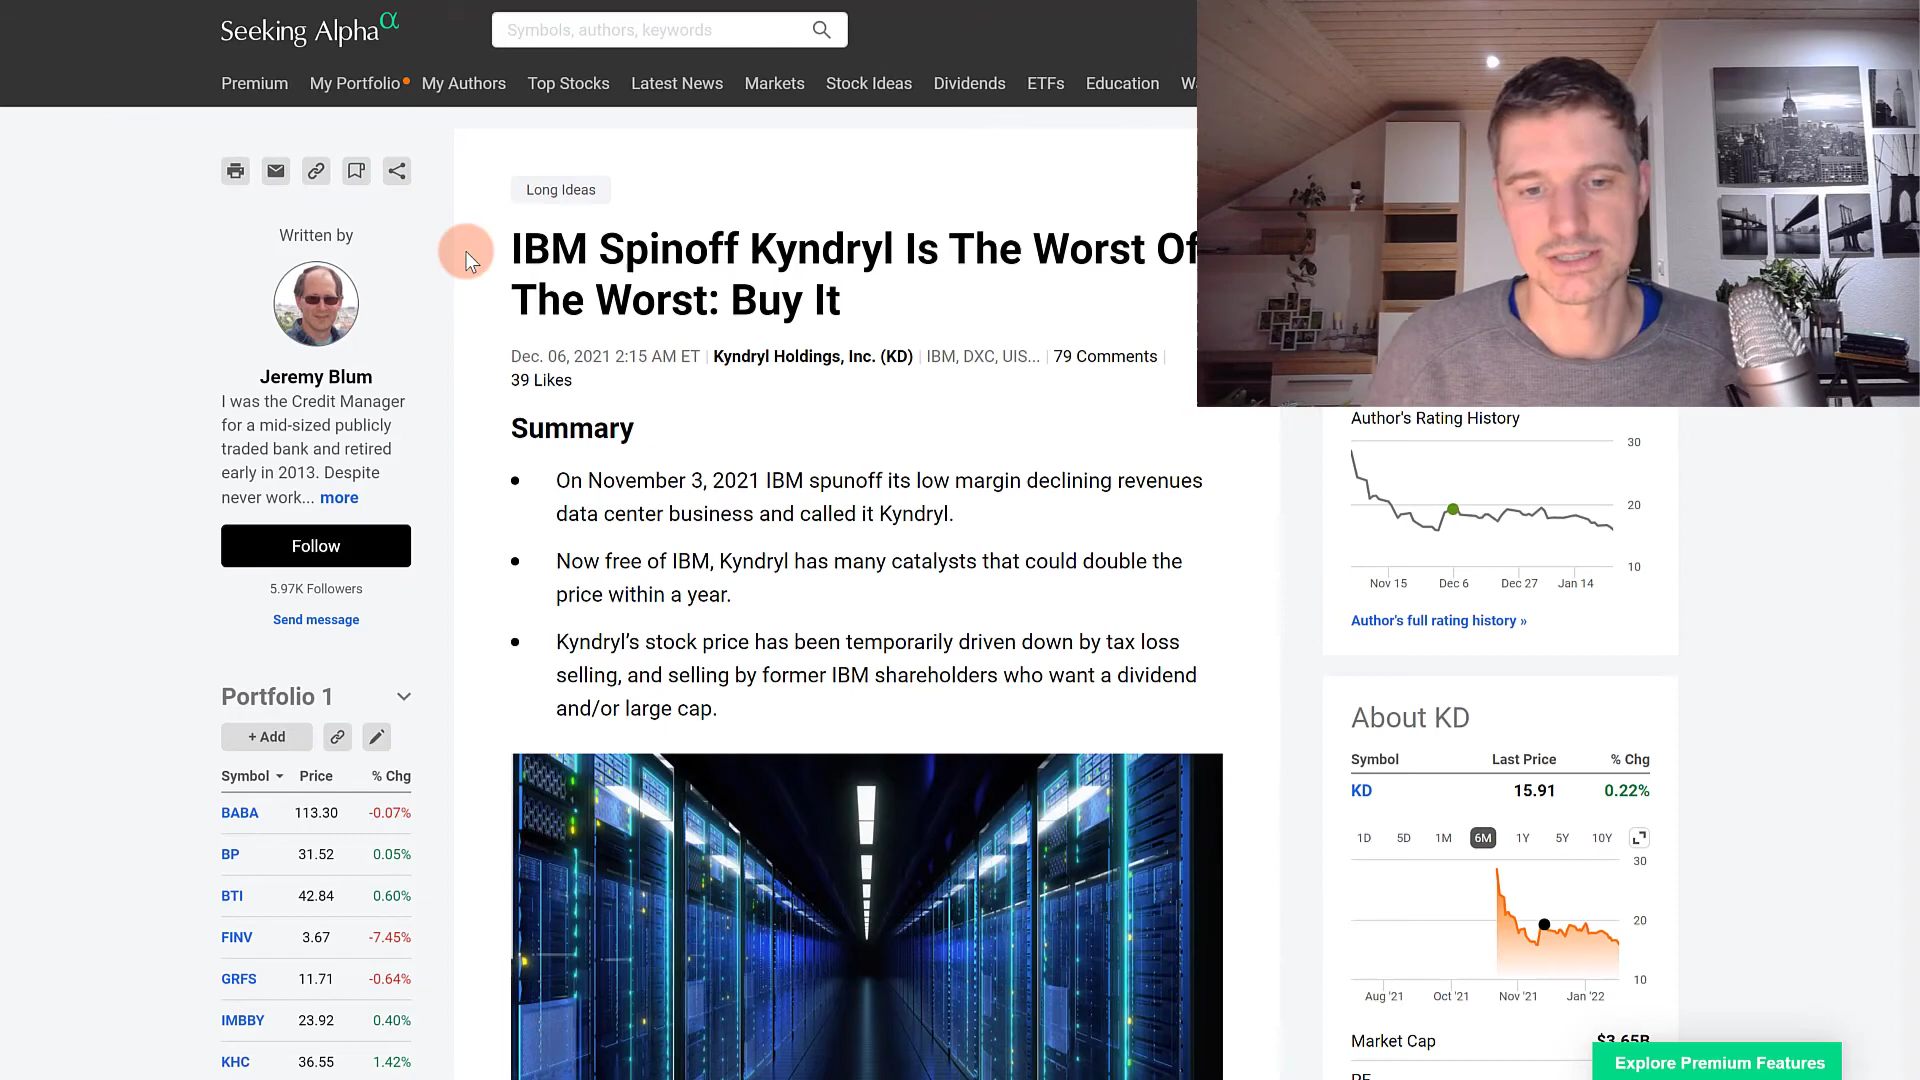 Seeking Alpha α
Symbols, authors, keywords
Premium My Portfolio My Authors Top Stocks Latest News Markets Stock Ideas Dividends ETFs Education
Long Ideas
Written by
IBM Spinoff Kyndryl Is The Worst Of
The Worst: Buy It
Dec. 06, 2021 2:15 AM ET | Kyndryl Holdings, Inc. (KD) | IBM, DXC, UIS... | 79 Comments |
39 Likes
Jeremy Blum
I was the Credit Manager
for a mid-sized publicly
traded bank and retired
early in 2013. Despite
never work... more
Follow
5.97K Followers
Send message
Summary
• On November 3, 2021 IBM spunoff its low margin declining revenues
data center business and called it Kyndryl.
• Now free of IBM, Kyndryl has many catalysts that could double the
price within a year.
• Kyndryl’s stock price has been temporarily driven down by tax loss
selling, and selling by former IBM shareholders who want a dividend
and/or large cap.
Portfolio 1
+ Add
Symbol Price % Chg
BABA 113.30 -0.07%
BP 31.52 0.05%
BTI 42.84 0.60%
FINV 3.67 -7.45%
GRFS 11.71 -0.64%
IMBBY 23.92 0.40%
KHC 36.55 1.42%
Author's Rating History
30
20
10
Nov 15 Dec 6 Dec 27 Jan 14
Author's full rating history »
About KD
Symbol Last Price % Chg
KD 15.91 0.22%
1D 5D 1M 6M 1Y 5Y 10Y
30
20
10
Aug '21 Oct '21 Nov '21 Jan '22
Market Cap $3.65B
Explore Premium Features